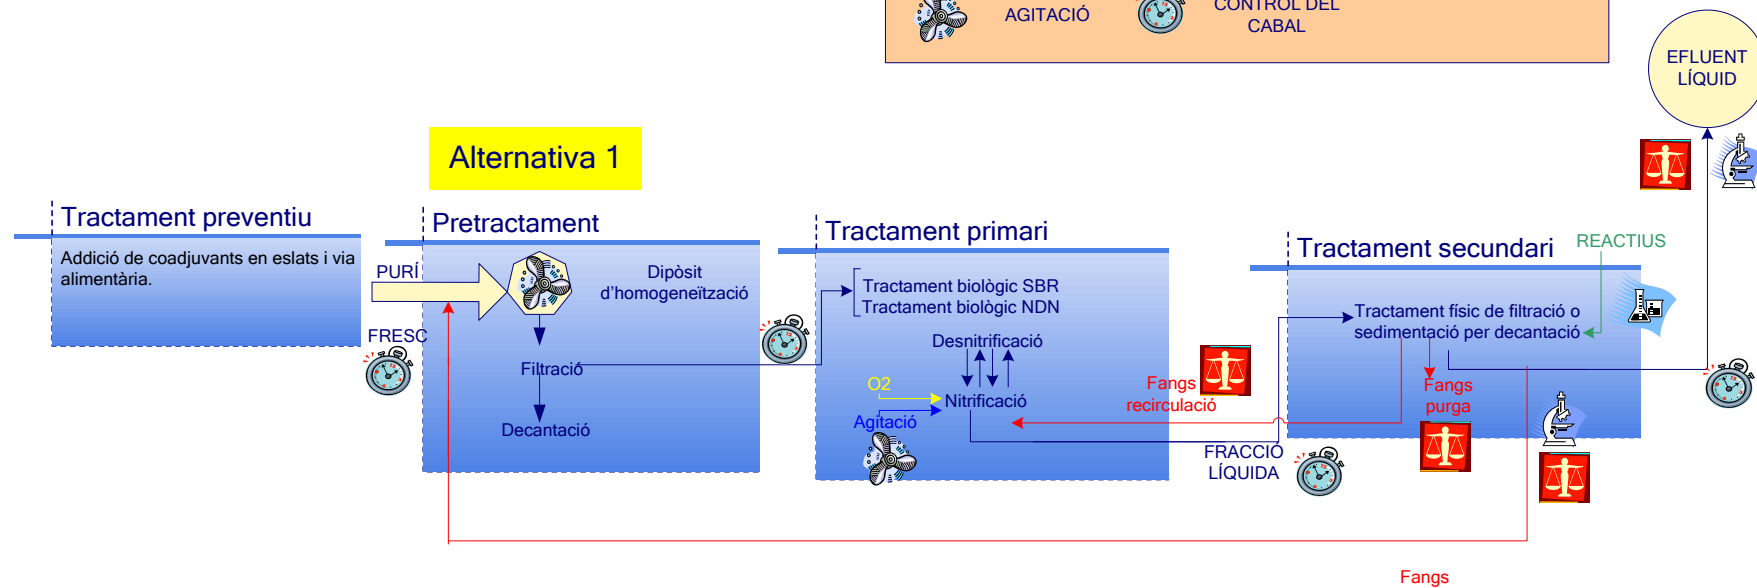 AGITACIÓ
CONTROL DEL
CABAL
EFLUENT
LÍQUID
Alternativa 1
Tractament preventiu
Addició de coadjuvants en eslats i via
alimentària.
Pretractament
PURÍ
FRESC
Dipòsit
d'homogeneïtzació
Filtració
Decantació
Tractament primari
Tractament biològic SBR
Tractament biològic NDN
Desnitrificació
O2
Nitrificació
Agitació
Fangs
recirculació
FRACCIÓ
LÍQUIDA
Tractament secundari
REACTIUS
Tractament físic de filtració o
sedimentació per decantació
Fangs
purga
Fangs